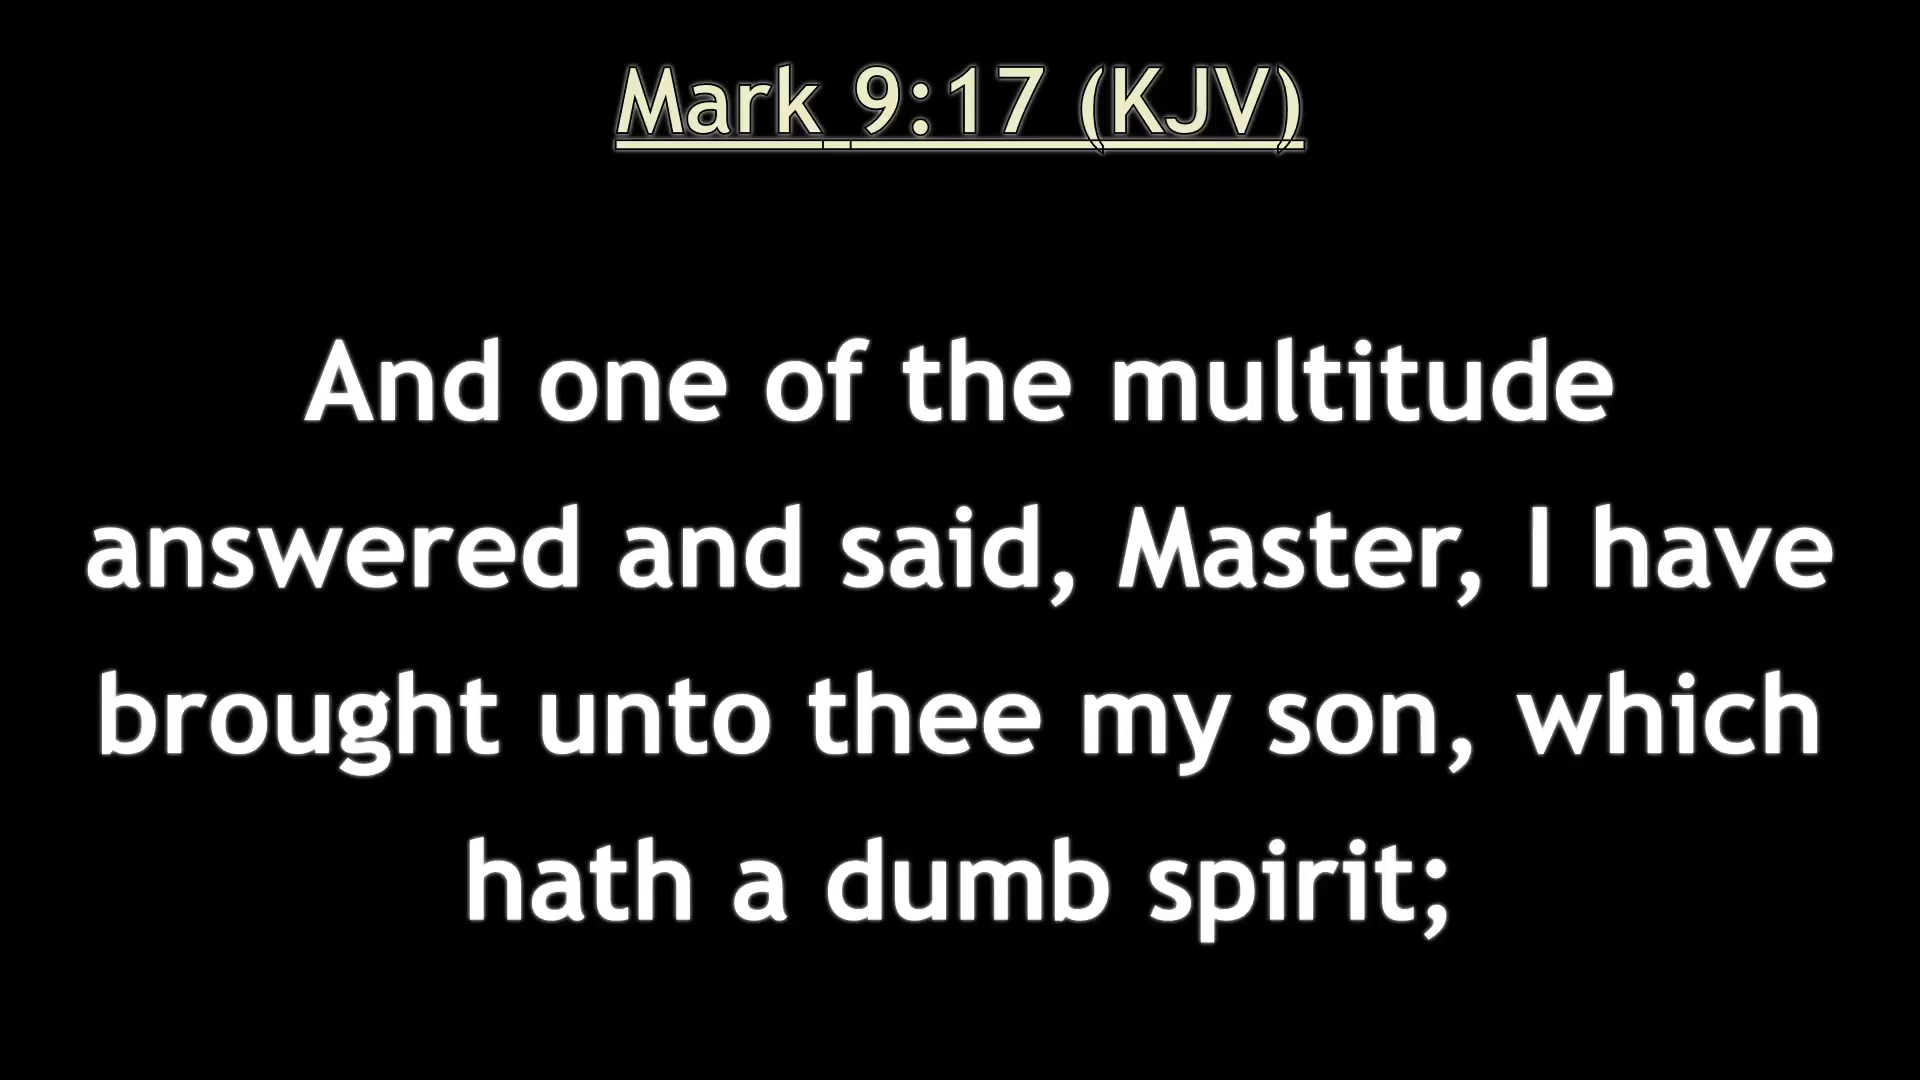 Mark 9:17 (KJV)
And one of the multitude
answered and said, Master, I have
brought unto thee my son, which
hath a dumb spirit;